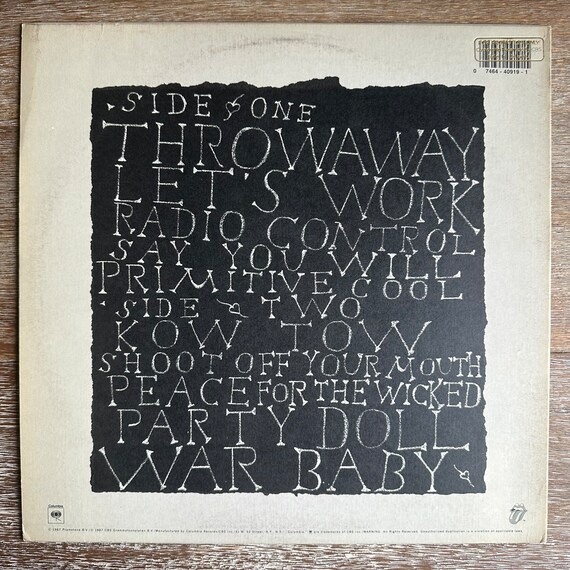 0 7464-40919-1
SIDE ONE
THROWAWAY
LET'S WORK
RADIO CONTROL
SAY YOU WILL
PRIMITIVE COOL
SIDE TWO
KOW TOW
SHOOT OFF YOUR MOUTH
PEACE FOR THE WICKED
PARTY DOLL
WAR BABY
Columbia